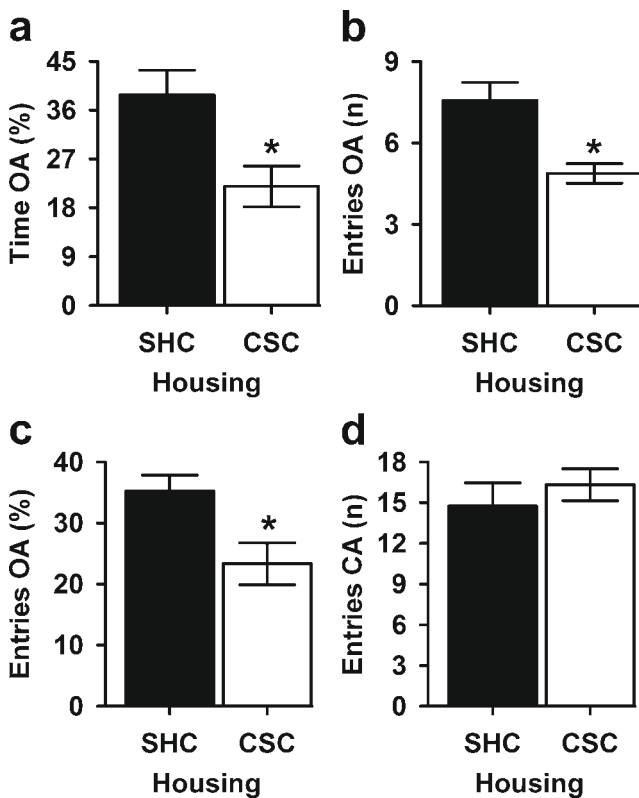 a
Time OA (%)
45
36
27
18
9
0
*
SHC CSC
Housing
b
Entries OA (n)
9
6
3
0
*
SHC CSC
Housing
c
Entries OA (%)
40
30
20
10
0
*
SHC CSC
Housing
d
Entries CA (n)
18
15
12
9
6
3
0
SHC CSC
Housing